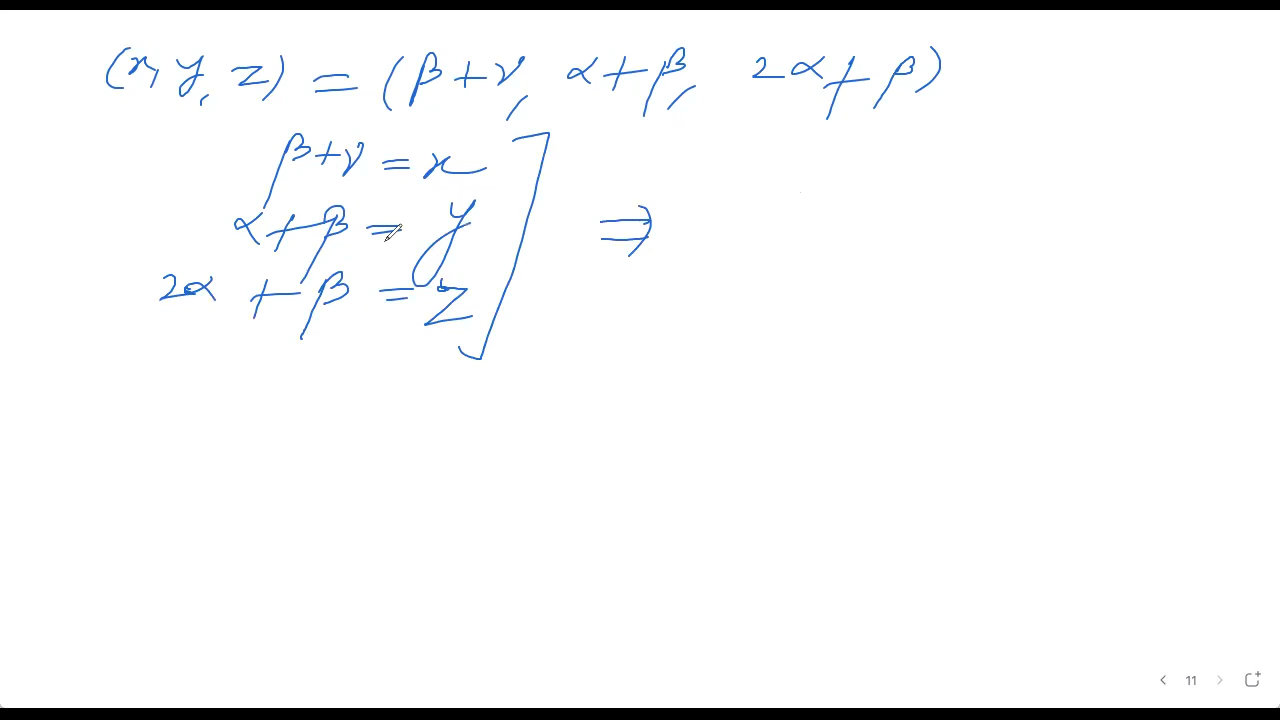 (x, y, z) = (β+γ, α+β, 2α+β)
β+γ = x
α+β = y
⇒
2α + β = z
11